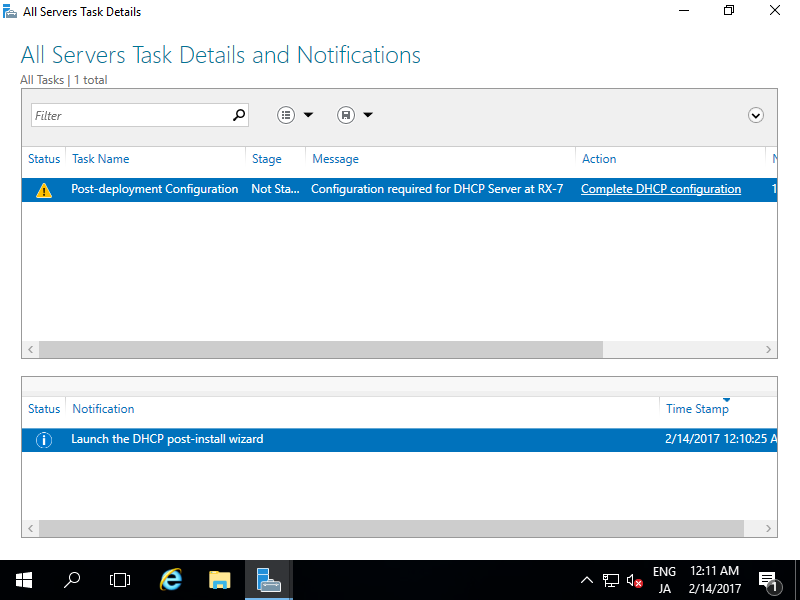 All Servers Task Details
All Servers Task Details and Notifications
All Tasks | 1 total
Filter
Status Task Name Stage Message Action
Post-deployment Configuration Not Sta... Configuration required for DHCP Server at RX-7 Complete DHCP configuration 1
Status Notification Time Stamp
Launch the DHCP post-install wizard 2/14/2017 12:10:25 A
ENG 12:11 AM
JA 2/14/2017 1